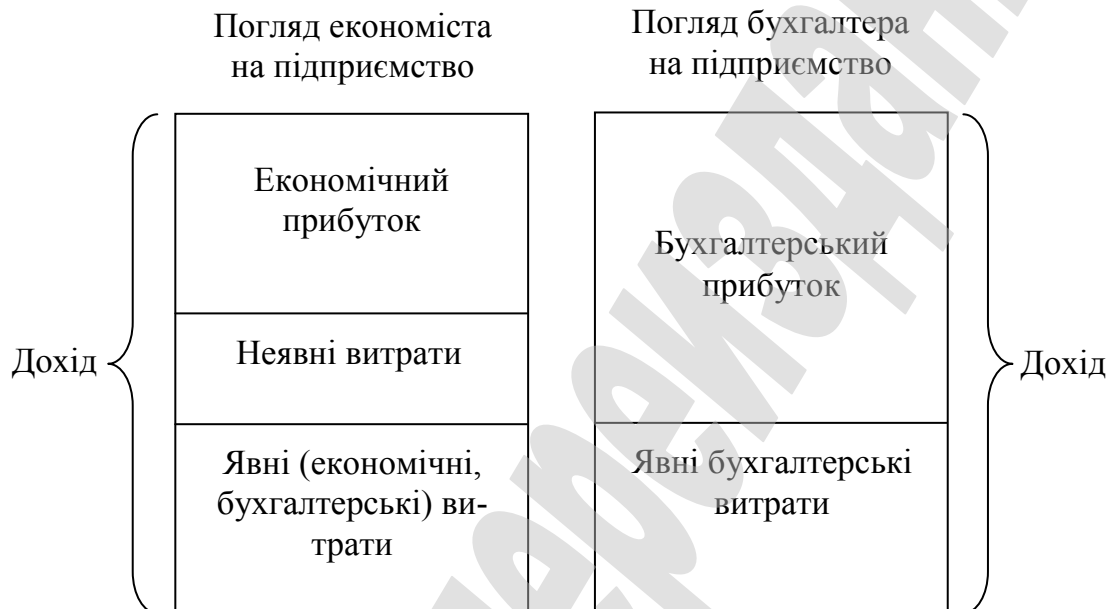 Погляд економіста
на підприємство
Погляд бухгалтера
на підприємство
Економічний
прибуток
Бухгалтерський
прибуток
Дохід
Неявні витрати
Дохід
Явні (економічні,
бухгалтерські) ви-
трати
Явні бухгалтерські
витрати